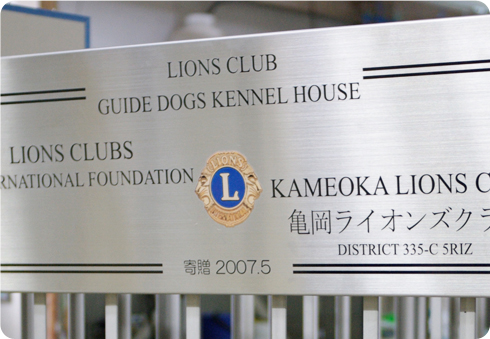 LIONS CLUB
GUIDE DOGS KENNEL HOUSE
LIONS CLUBS
RNATIONAL FOUNDATION
LIONS
L
KAMEOKA LIONS C
亀岡ライオンズクラ
DISTRICT 335-C 5RIZ
寄贈 2007.5